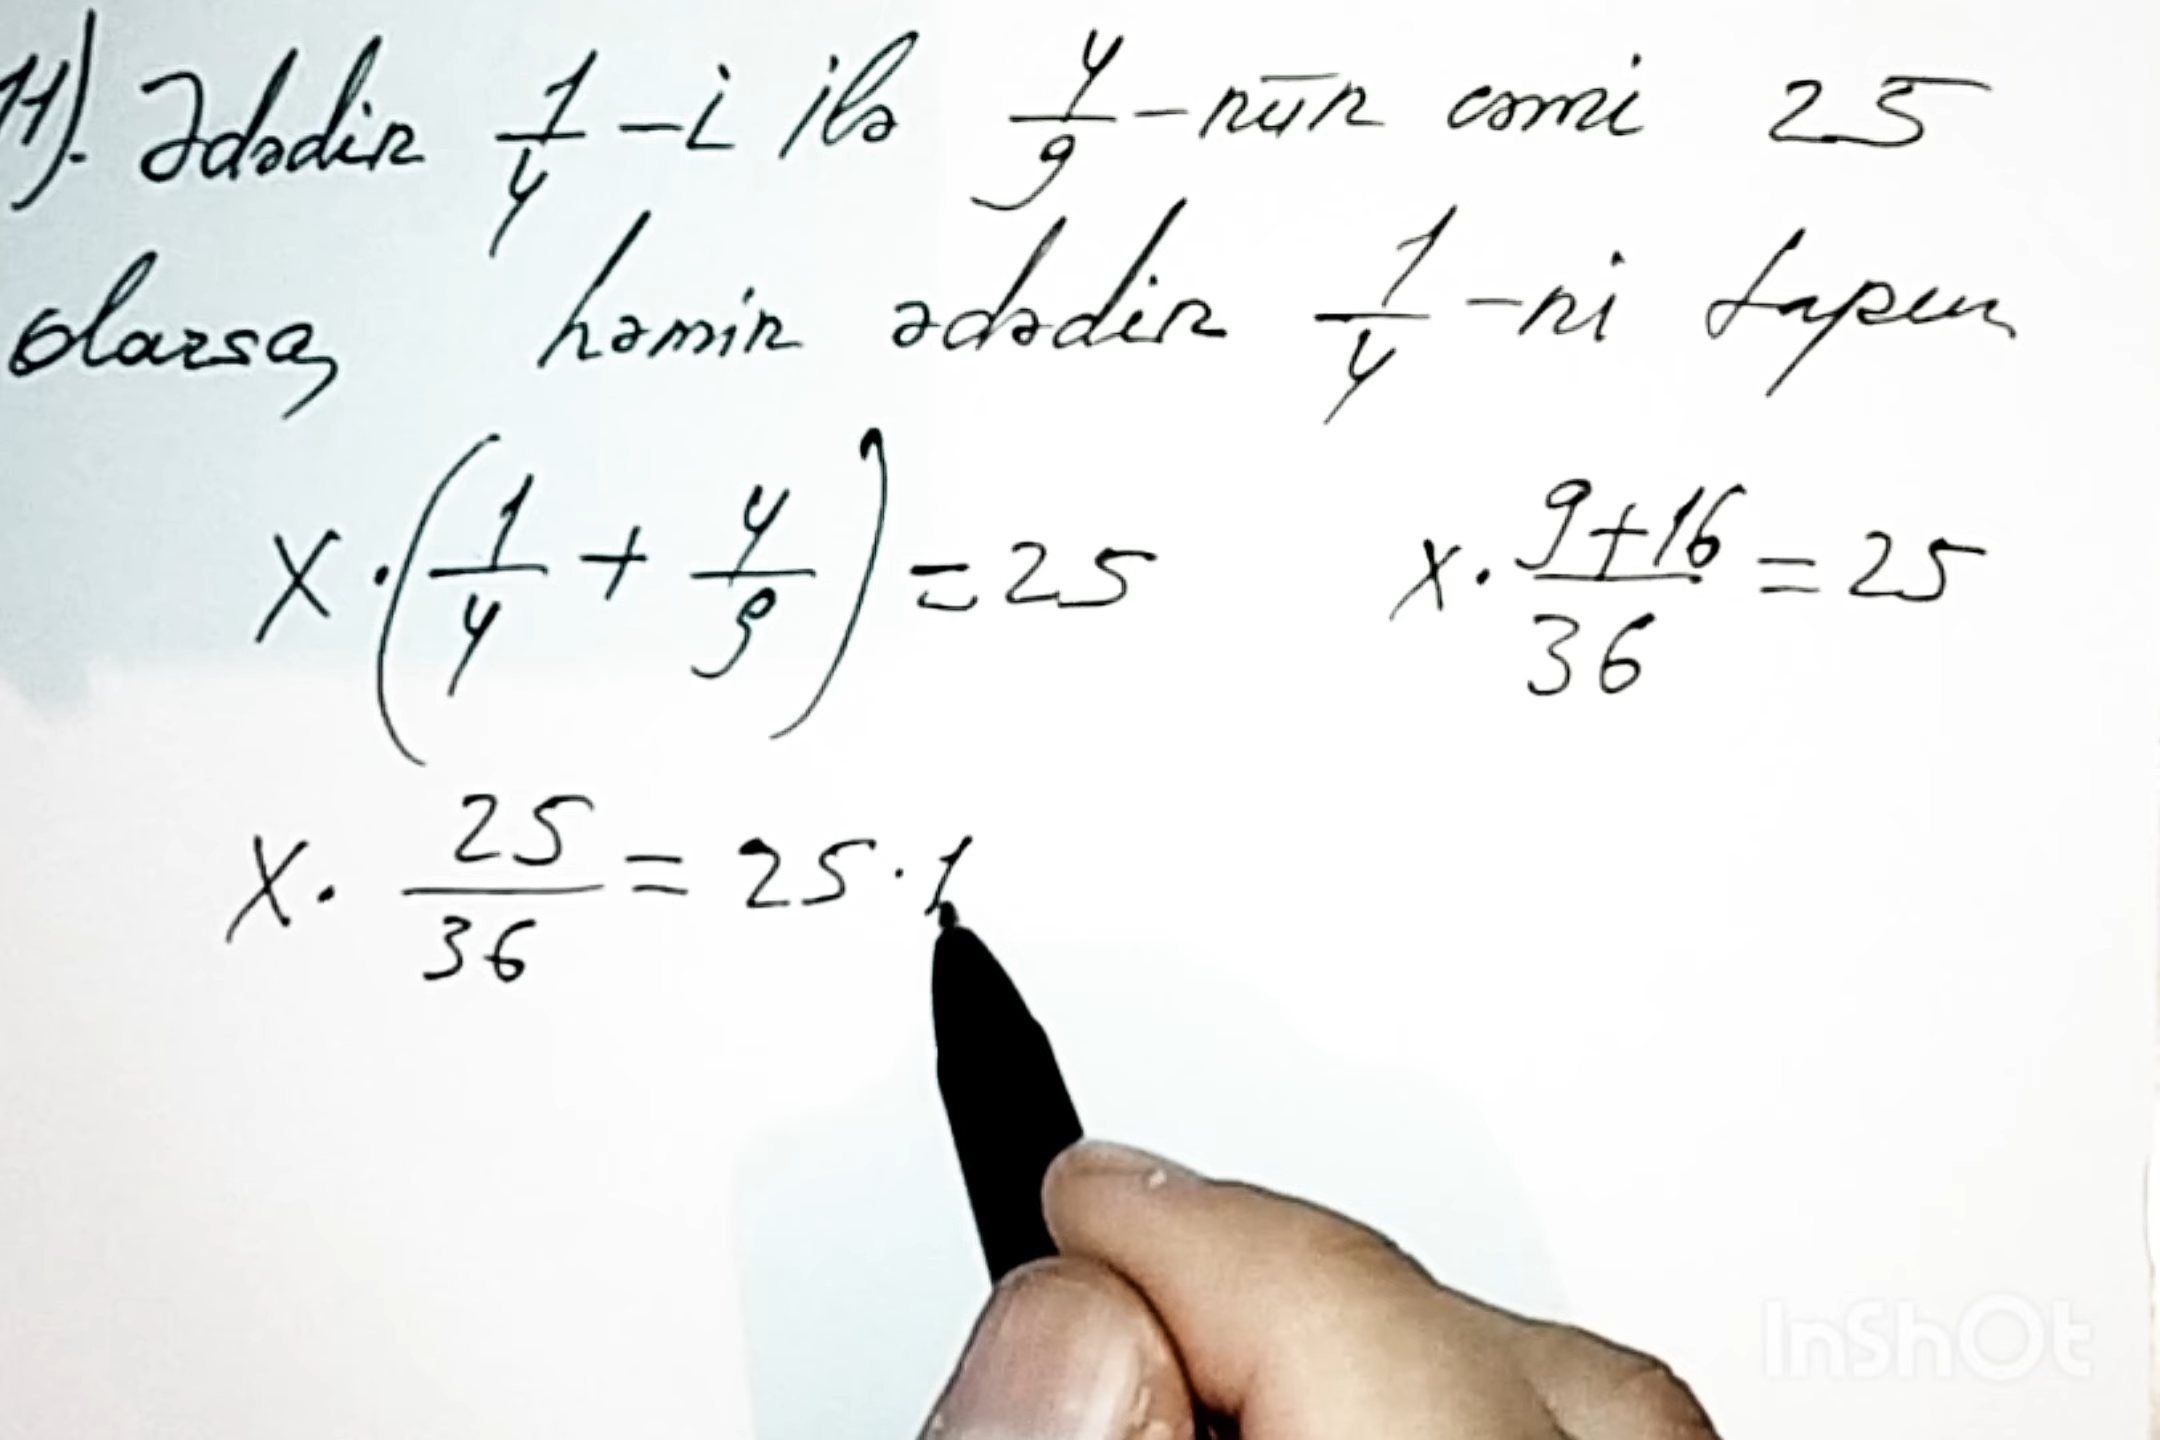 11). Ədədin 1/4-i ilə 4/9-nün cəmi 25
olarsa, həmin ədədin 1/4-ni tapın
x·(1/4 + 4/9) = 25 x·(9+16)/36 = 25
x·25/36 = 25·1
InShOt